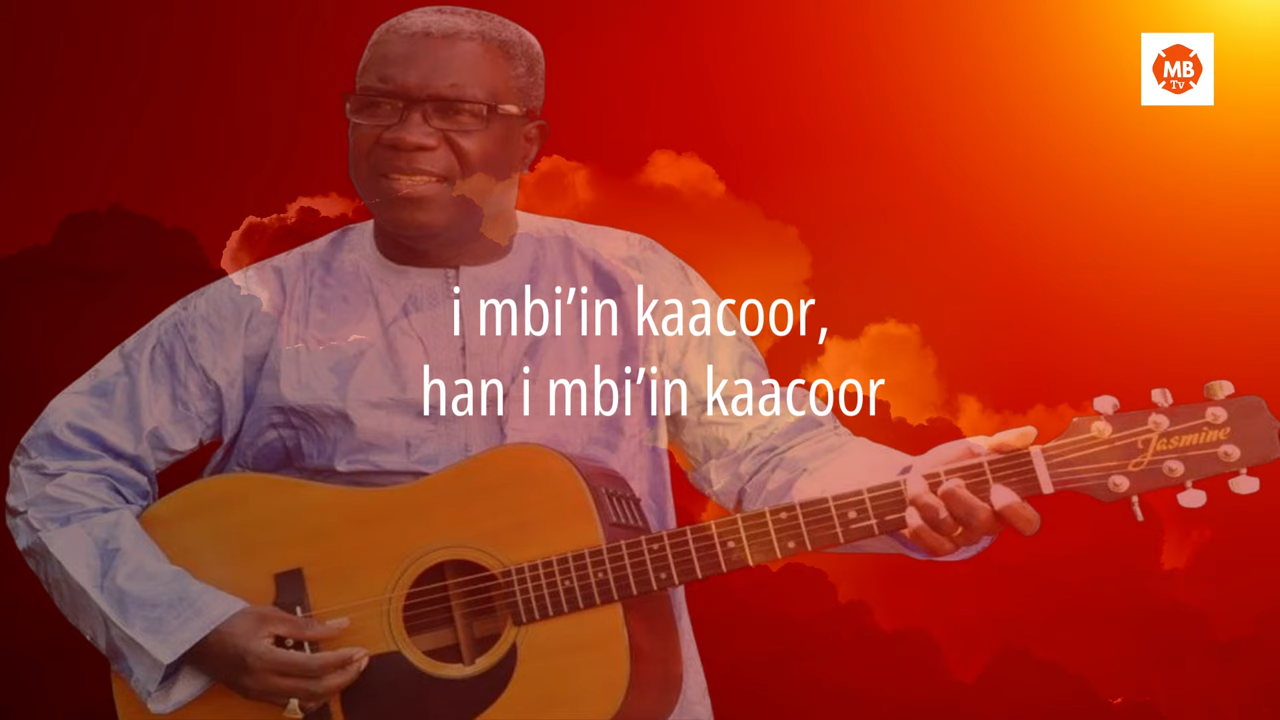 MB
Tv
i mbi’in kaacoor,
han i mbi’in kaacoor
Jasmine